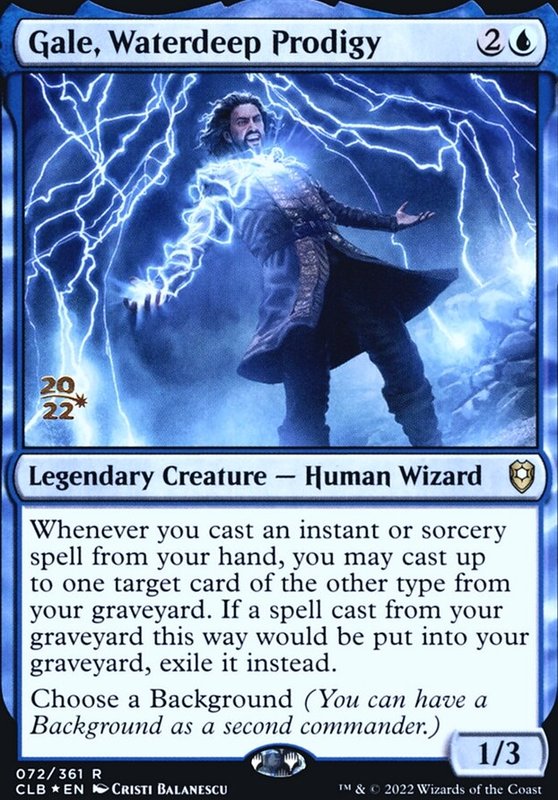 Gale, Waterdeep Prodigy 2
20
22
Legendary Creature — Human Wizard
Whenever you cast an instant or sorcery
spell from your hand, you may cast up
to one target card of the other type from
your graveyard. If a spell cast from your
graveyard this way would be put into your
graveyard, exile it instead.
Choose a Background (You can have a
Background as a second commander.)
1/3
072/361 R
CLB ★ EN Cristi Balanescu
™ & © 2022 Wizards of the Coast